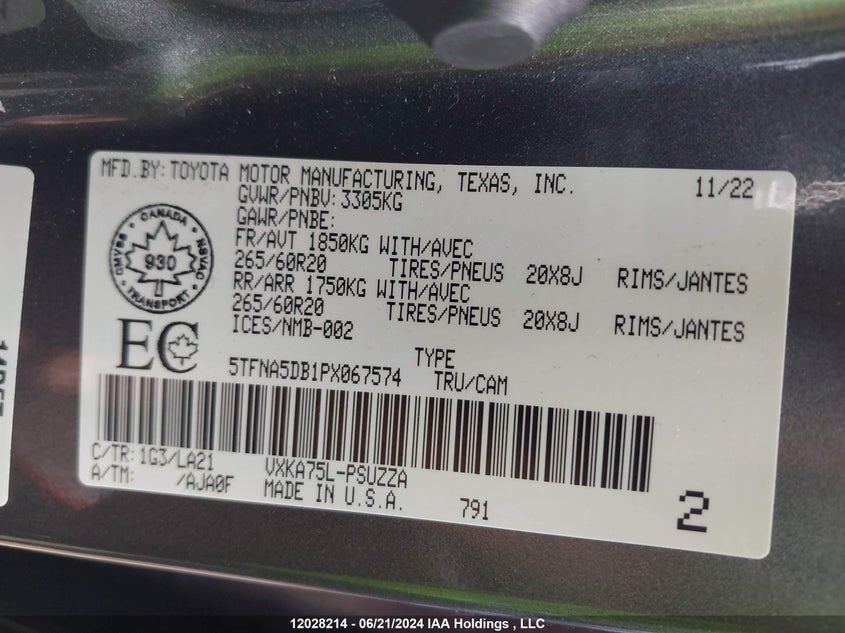 MFD.BY: TOYOTA MOTOR MANUFACTURING, TEXAS, INC. 11/22
GVWR/PNBV: 3305KG
GAWR/PNBE:
FR/AVT 1850KG WITH/AVEC
265/60R20 TIRES/PNEUS 20X8J RIMS/JANTES
RR/ARR 1750KG WITH/AVEC
265/60R20 TIRES/PNEUS 20X8J RIMS/JANTES
ICES/NMB-002
CANADA
CMVSS 930 NSVAC
TRANSPORT
EC
TYPE
5TFNA5DB1PX067574 TRU/CAM
C/TR: 1G3/LA21 VXKA75L-PSUZZA
A/TM: /AJA0F MADE IN U.S.A. 791 2
12028214 - 06/21/2024 IAA Holdings , LLC